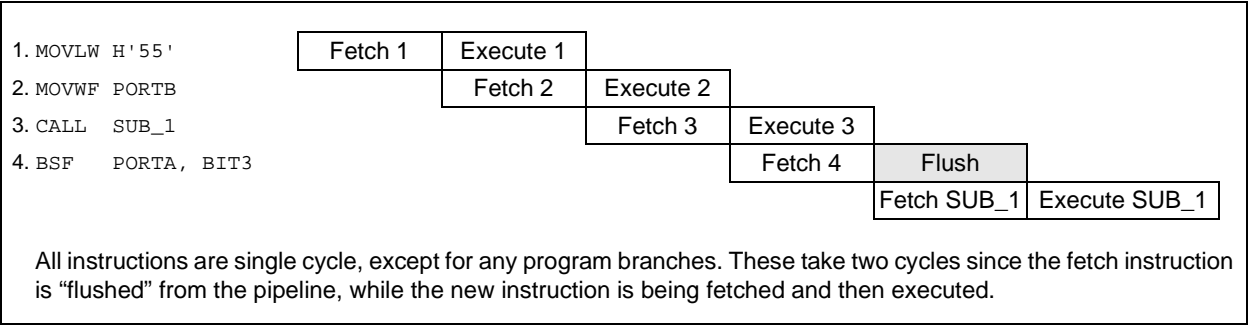 1. MOVLW H'55' Fetch 1 Execute 1
2. MOVWF PORTB Fetch 2 Execute 2
3. CALL SUB_1 Fetch 3 Execute 3
4. BSF PORTA, BIT3 Fetch 4 Flush
Fetch SUB_1 Execute SUB_1
All instructions are single cycle, except for any program branches. These take two cycles since the fetch instruction
is “flushed” from the pipeline, while the new instruction is being fetched and then executed.